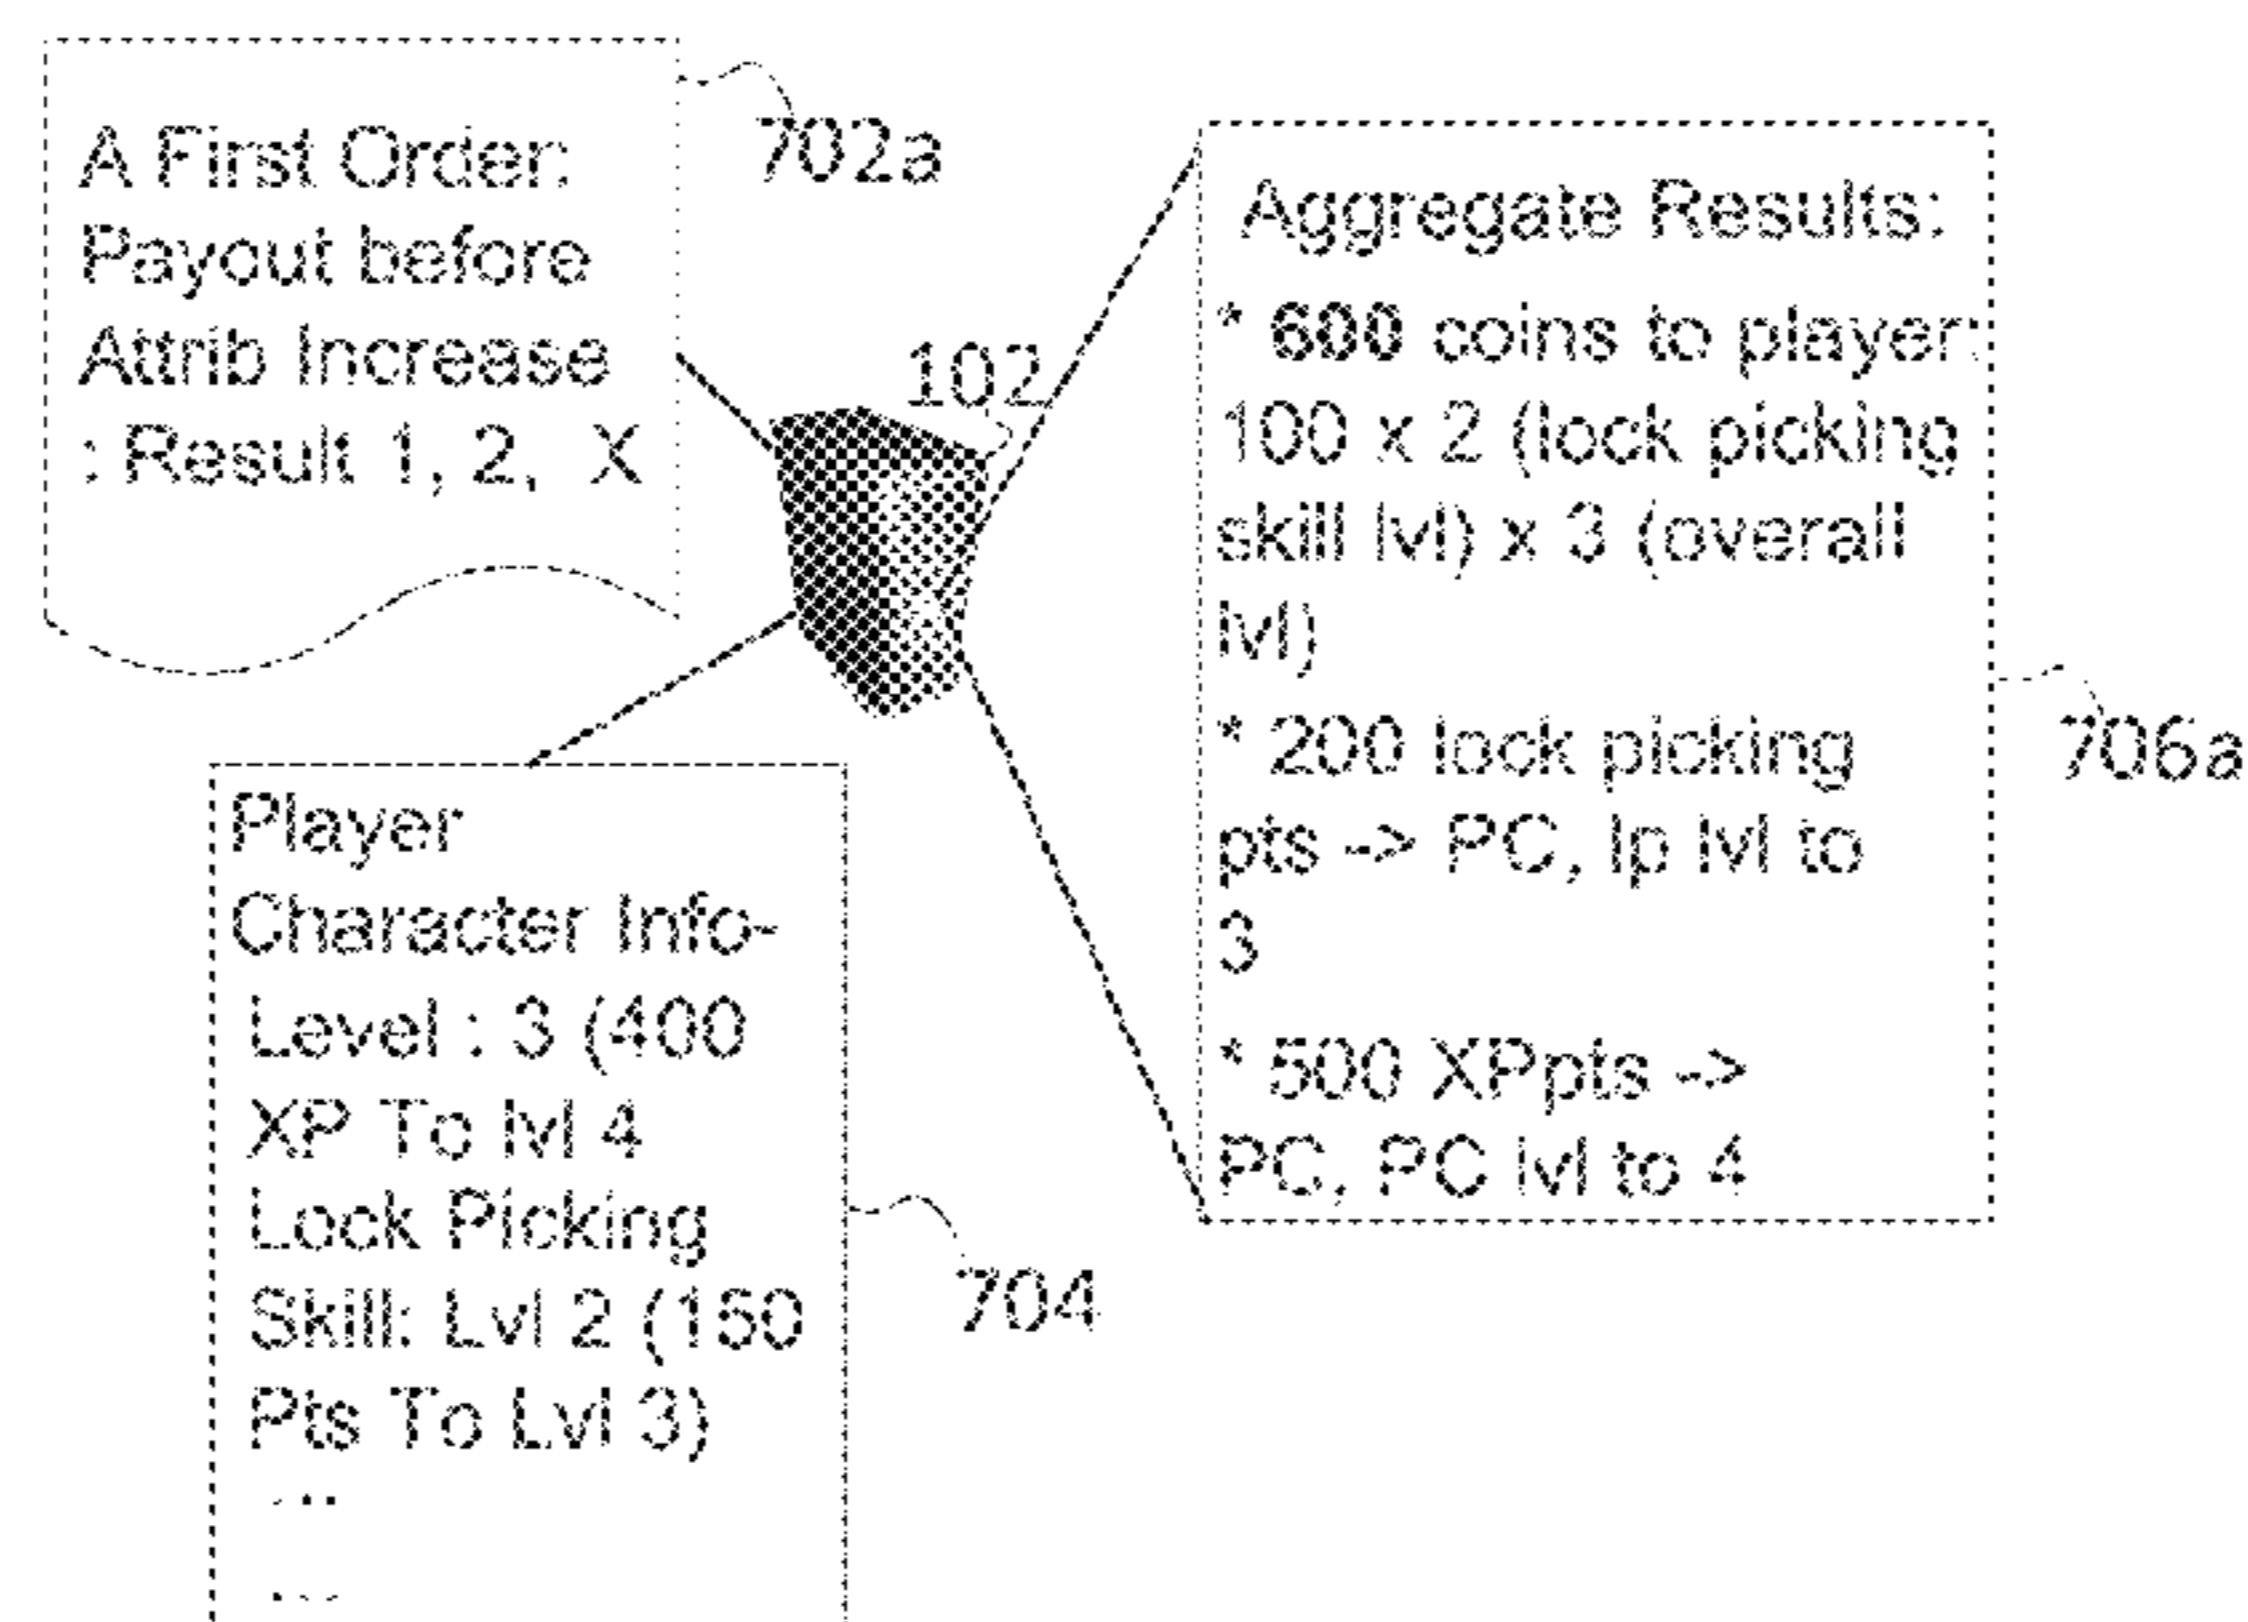 A First Order:
Payout before
Attrib Increase
: Result 1, 2, X
702a
102
Aggregate Results:
* 600 coins to player:
100 x 2 (lock picking
skill lvl) x 3 (overall
lvl)
* 200 lock picking
pts -> PC, lp lvl to
3
* 500 XPpts ->
PC, PC lvl to 4
706a
Player
Character Info-
Level : 3 (400
XP To lvl 4
Lock Picking
Skill: Lvl 2 (150
Pts To Lvl 3)
...
...
704